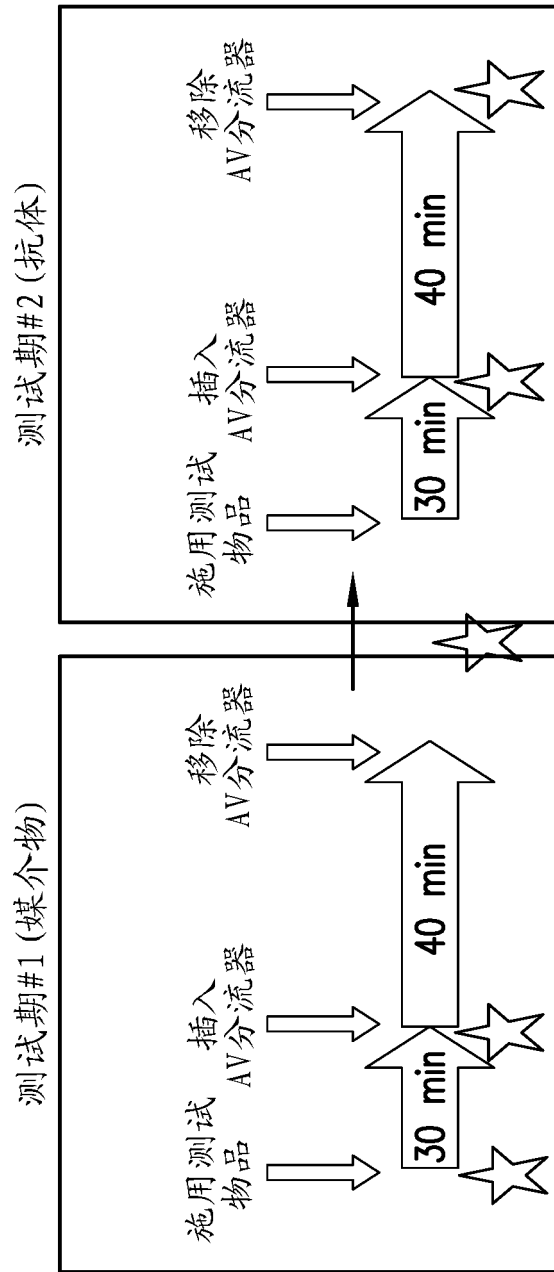 测试期#1 (媒介物)
施用测试
物品
插入
AV分流器
移除
AV分流器
30 min
40 min
测试期#2 (抗体)
施用测试
物品
插入
AV分流器
移除
AV分流器
30 min
40 min